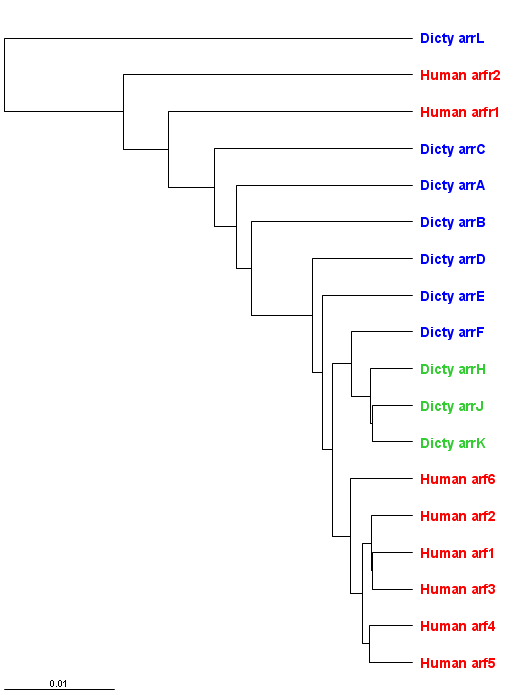 Dicty arrL
Human arfr2
Human arfr1
Dicty arrC
Dicty arrA
Dicty arrB
Dicty arrD
Dicty arrE
Dicty arrF
Dicty arrH
Dicty arrJ
Dicty arrK
Human arf6
Human arf2
Human arf1
Human arf3
Human arf4
Human arf5
0.01